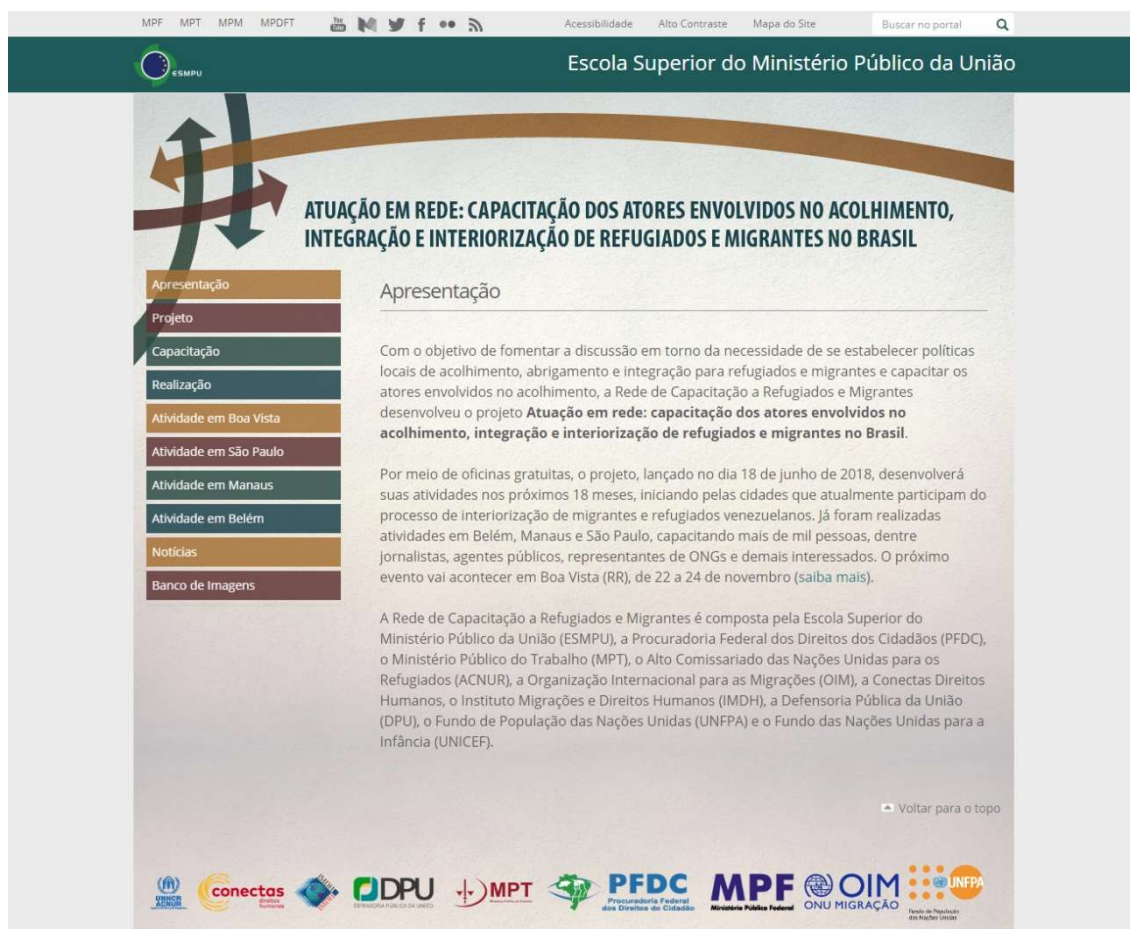 MPF MPT MPM MPDFT
You Tube
Acessibilidade Alto Contraste Mapa do Site
Buscar no portal
ESMPU
Escola Superior do Ministério Público da União
ATUAÇÃO EM REDE: CAPACITAÇÃO DOS ATORES ENVOLVIDOS NO ACOLHIMENTO,
INTEGRAÇÃO E INTERIORIZAÇÃO DE REFUGIADOS E MIGRANTES NO BRASIL
Apresentação
Projeto
Capacitação
Realização
Atividade em Boa Vista
Atividade em São Paulo
Atividade em Manaus
Atividade em Belém
Notícias
Banco de Imagens
Apresentação
Com o objetivo de fomentar a discussão em torno da necessidade de se estabelecer políticas
locais de acolhimento, abrigamento e integração para refugiados e migrantes e capacitar os
atores envolvidos no acolhimento, a Rede de Capacitação a Refugiados e Migrantes
desenvolveu o projeto Atuação em rede: capacitação dos atores envolvidos no
acolhimento, integração e interiorização de refugiados e migrantes no Brasil.
Por meio de oficinas gratuitas, o projeto, lançado no dia 18 de junho de 2018, desenvolverá
suas atividades nos próximos 18 meses, iniciando pelas cidades que atualmente participam do
processo de interiorização de migrantes e refugiados venezuelanos. Já foram realizadas
atividades em Belém, Manaus e São Paulo, capacitando mais de mil pessoas, dentre
jornalistas, agentes públicos, representantes de ONGs e demais interessados. O próximo
evento vai acontecer em Boa Vista (RR), de 22 a 24 de novembro (saiba mais).
A Rede de Capacitação a Refugiados e Migrantes é composta pela Escola Superior do
Ministério Público da União (ESMPU), a Procuradoria Federal dos Direitos dos Cidadãos (PFDC),
o Ministério Público do Trabalho (MPT), o Alto Comissariado das Nações Unidas para os
Refugiados (ACNUR), a Organização Internacional para as Migrações (OIM), a Conectas Direitos
Humanos, o Instituto Migrações e Direitos Humanos (IMDH), a Defensoria Pública da União
(DPU), o Fundo de População das Nações Unidas (UNFPA) e o Fundo das Nações Unidas para a
Infância (UNICEF).
Voltar para o topo
UNHCR
ACNUR
conectas
direitos
humanos
DPU
DEFENSORIA PÚBLICA DA UNIÃO
MPT
PFDC
Procuradoria Federal
dos Direitos do Cidadão
MPF
Ministério Público Federal
OIM
ONU MIGRAÇÃO
UNFPA
Fundo de População
das Nações Unidas